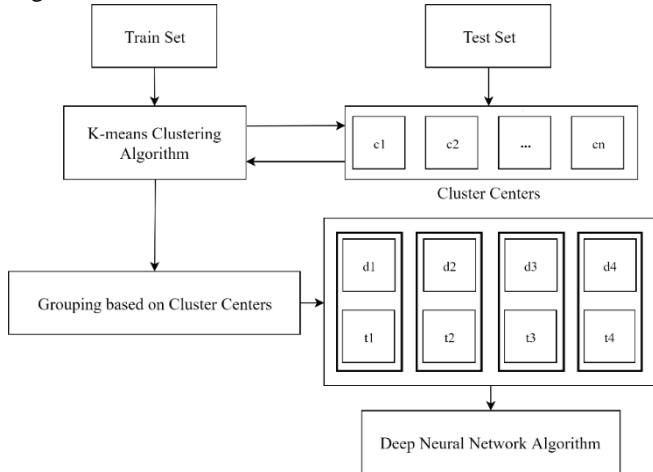 Train Set
Test Set
K-means Clustering
Algorithm
c1
c2
...
cn
Cluster Centers
Grouping based on Cluster Centers
d1
d2
d3
d4
t1
t2
t3
t4
Deep Neural Network Algorithm